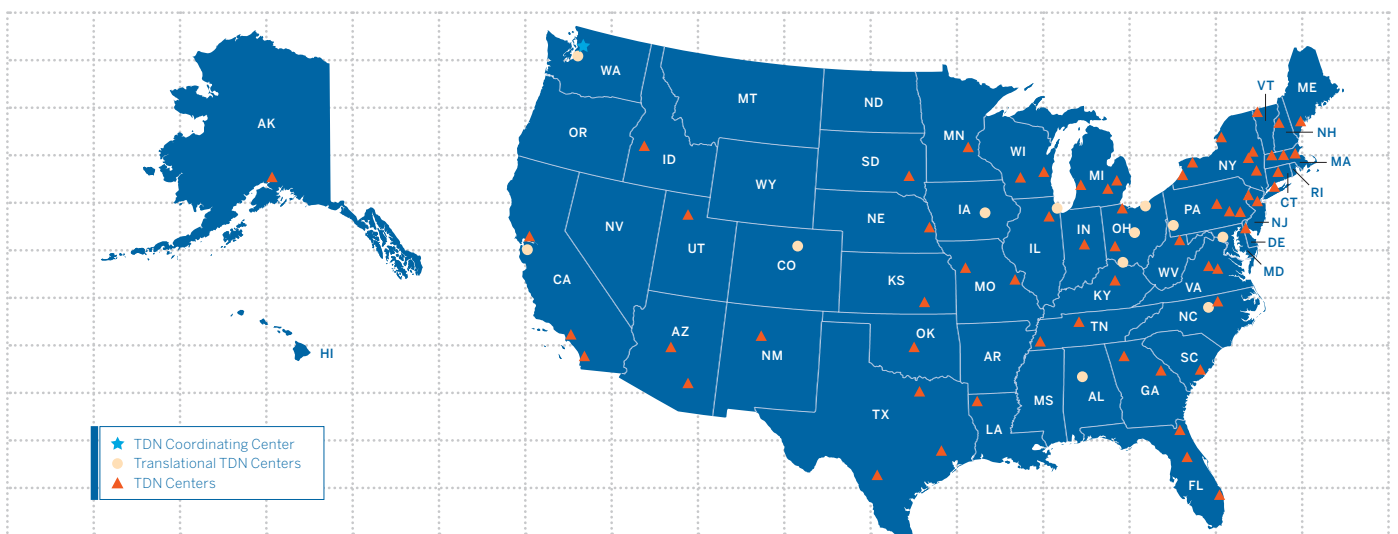 VT
ME
WA
MT
ND
AK
OR
MN
NH
ID
SD
WI
NY
MA
MI
WY
RI
CT
IA
PA
NE
NV
NJ
OH
IN
UT
IL
DE
CO
MD
WV
CA
KS
MO
VA
KY
NC
TN
AZ
OK
HI
NM
AR
SC
GA
AL
MS
TX
LA
FL
TDN Coordinating Center
Translational TDN Centers
TDN Centers